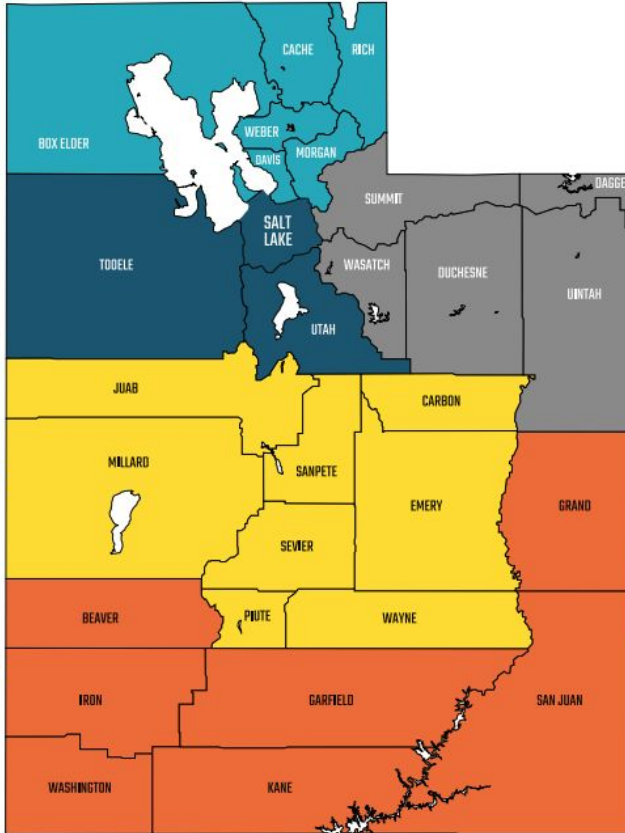 CACHE
RICH
BOX ELDER
WEBER
DAVIS
MORGAN
SUMMIT
DAGGE
TOOELE
SALT
LAKE
WASATCH
DUCHESNE
UINTAH
UTAH
JUAB
CARBON
MILLARD
SANPETE
EMERY
GRAND
SEVIER
BEAVER
PIUTE
WAYNE
IRON
GARFIELD
SAN JUAN
WASHINGTON
KANE